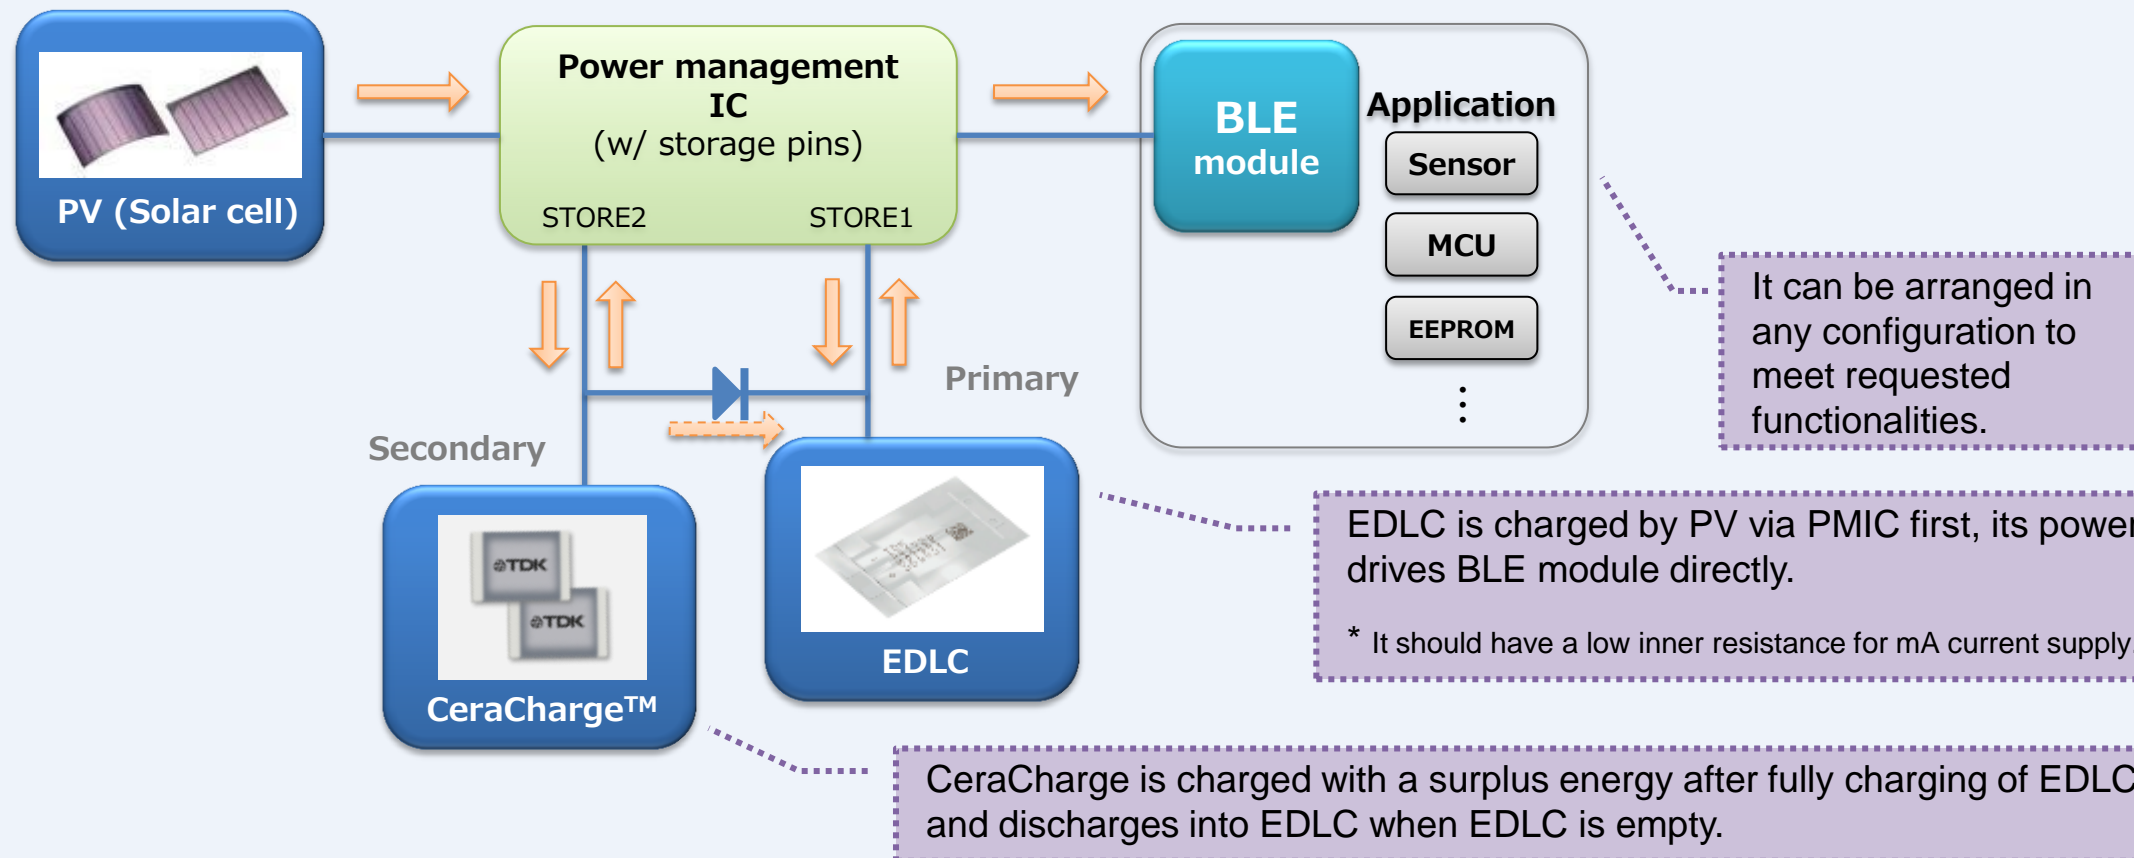 PV (Solar cell)
Power management
IC
(w/ storage pins)
STORE2
STORE1
BLE
module
Application
Sensor
MCU
EEPROM
⋮
It can be arranged in
any configuration to
meet requested
functionalities.
Primary
Secondary
TDK
TDK
CeraCharge™
EDLC
EDLC is charged by PV via PMIC first, its power
drives BLE module directly.
* It should have a low inner resistance for mA current supply.
CeraCharge is charged with a surplus energy after fully charging of EDLC
and discharges into EDLC when EDLC is empty.